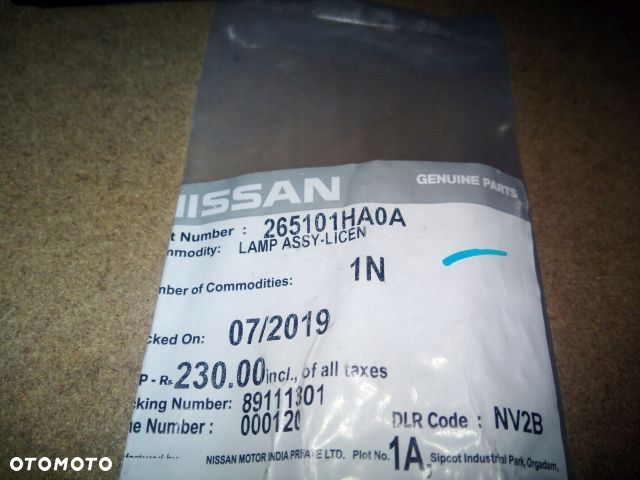 NISSAN GENUINE PARTS
t Number : 265101HA0A
mmodity: LAMP ASSY-LICEN
mber of Commodities: 1N
cked On: 07/2019
P - Rs. 230.00 incl., of all taxes
cking Number: 89111301
ne Number : 000120 DLR Code : NV2B
NISSAN MOTOR INDIA PRIVATE LTD. Plot No. 1A, Sipcot Industrial Park, Orgadam,
OTOMOTO